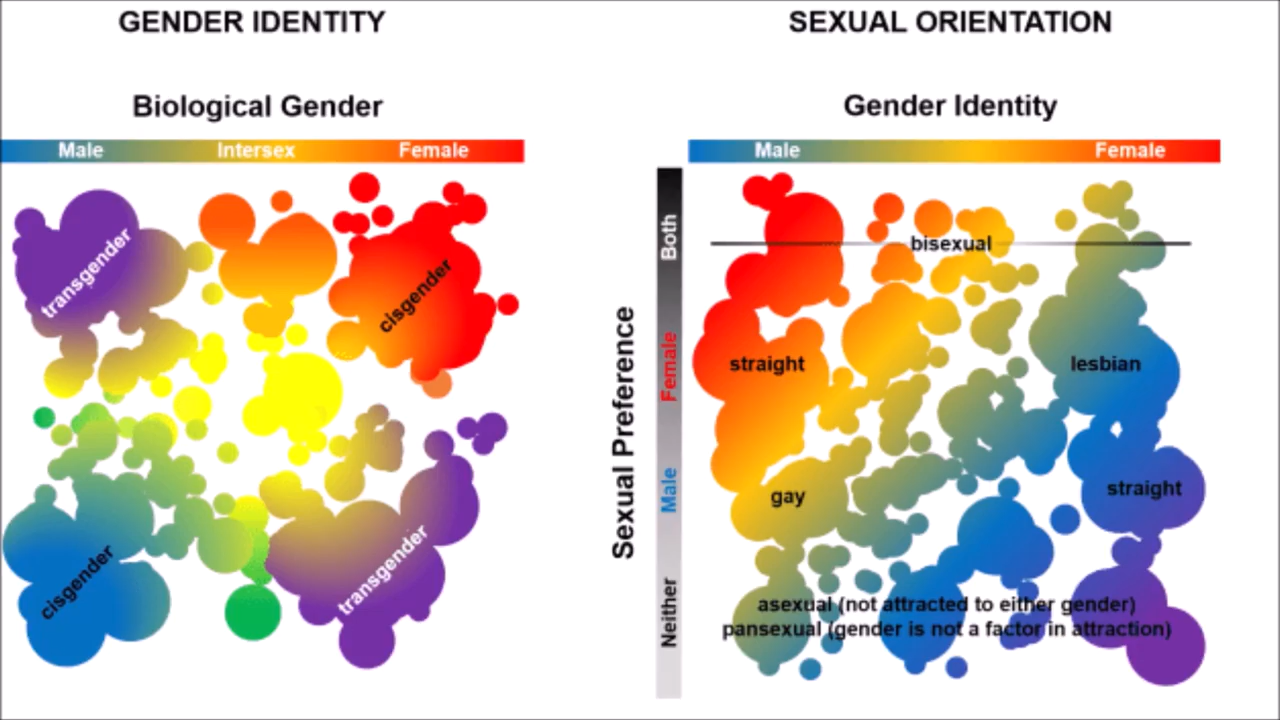 GENDER IDENTITY
Biological Gender
Male Intersex Female
transgender
cisgender
cisgender
transgender
SEXUAL ORIENTATION
Gender Identity
Male Female
Sexual Preference
Both
Female
Male
Neither
bisexual
straight
lesbian
gay
straight
asexual (not attracted to either gender)
pansexual (gender is not a factor in attraction)